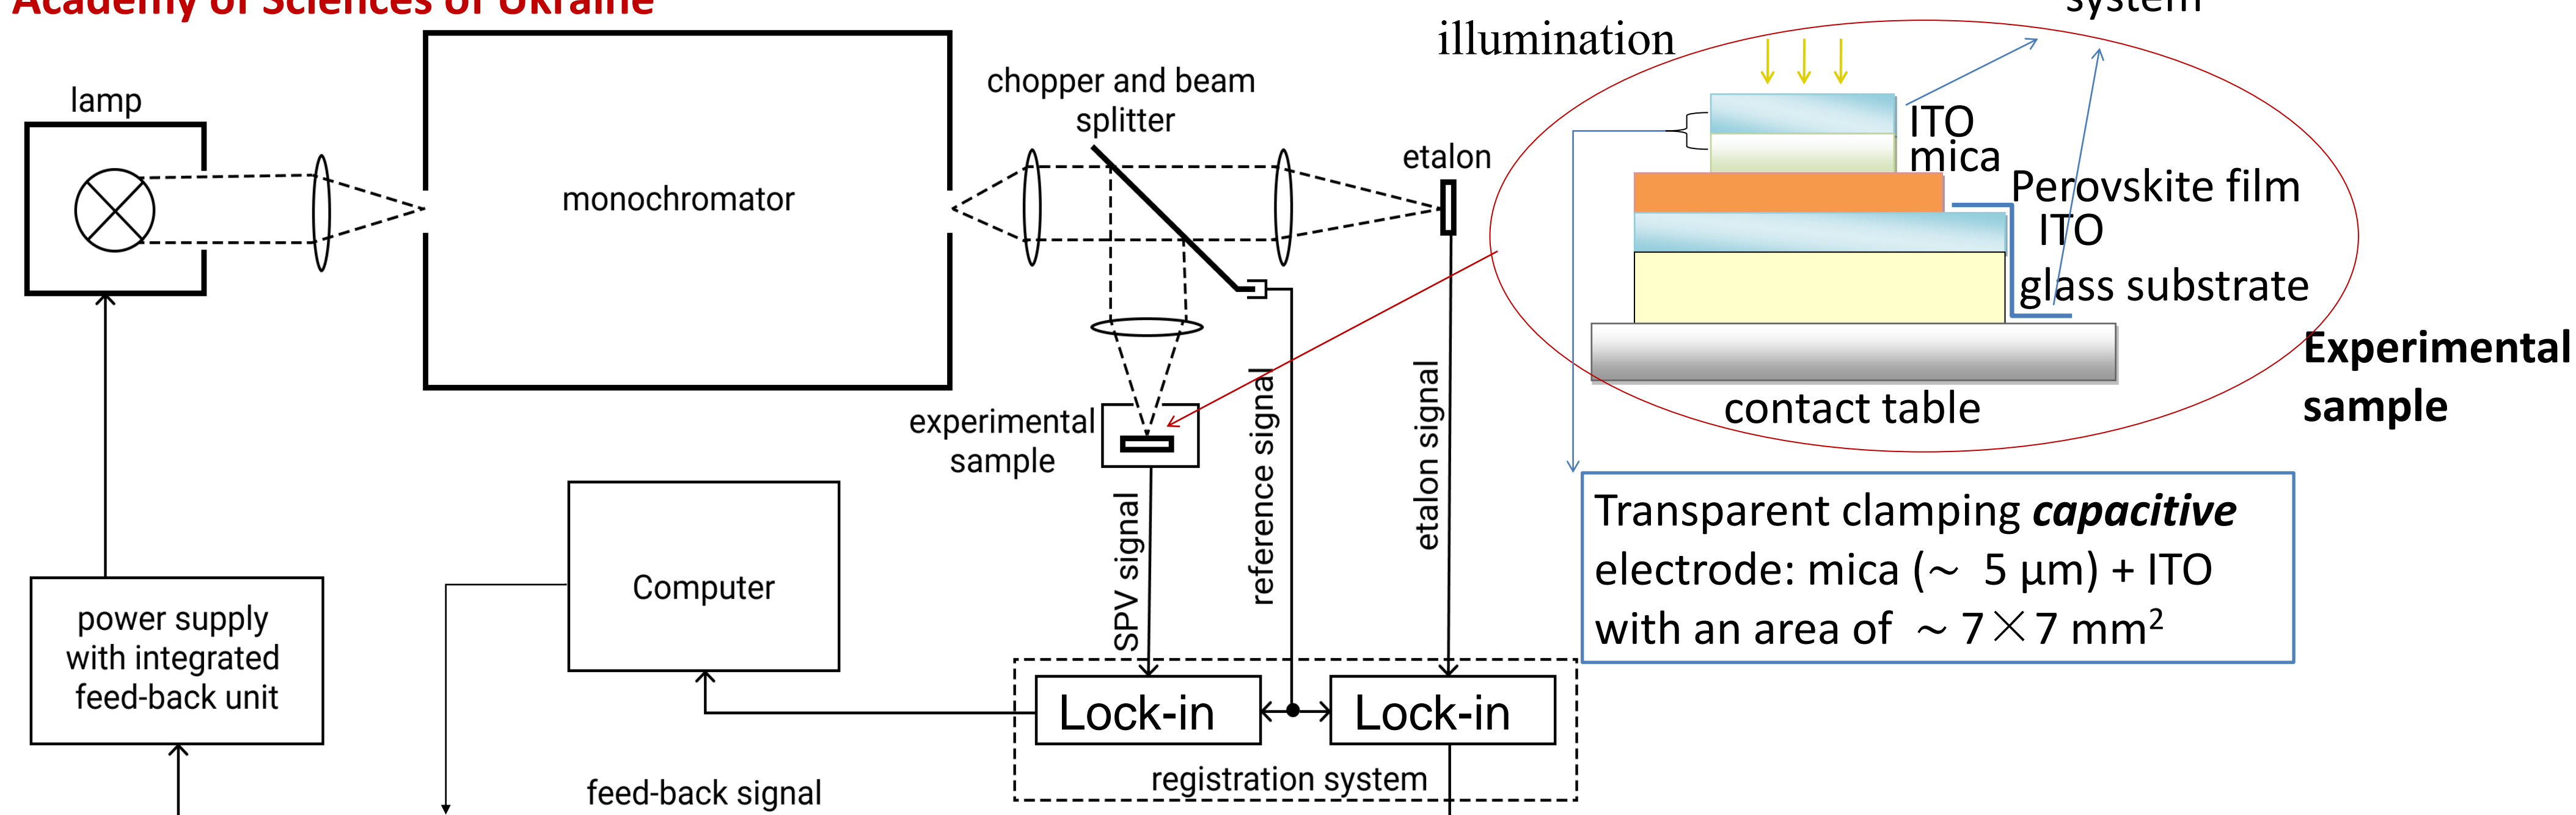 Academy of Sciences of Ukraine
system
illumination
lamp
chopper and beam
splitter
etalon
monochromator
ITO
mica
Perovskite film
ITO
glass substrate
contact table
Experimental
sample
experimental
sample
SPV signal
reference signal
etalon signal
Transparent clamping capacitive
electrode: mica (~ 5 μm) + ITO
with an area of ~ 7×7 mm²
Computer
power supply
with integrated
feed-back unit
Lock-in
Lock-in
registration system
feed-back signal